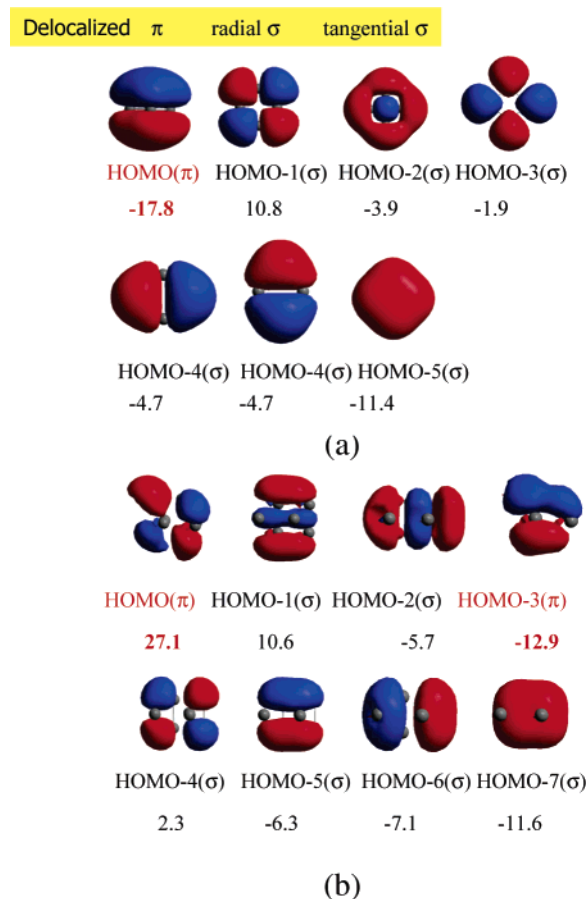 Delocalized π radial σ tangential σ
HOMO(π) HOMO-1(σ) HOMO-2(σ) HOMO-3(σ)
-17.8 10.8 -3.9 -1.9
HOMO-4(σ) HOMO-4(σ) HOMO-5(σ)
-4.7 -4.7 -11.4
(a)
HOMO(π) HOMO-1(σ) HOMO-2(σ) HOMO-3(π)
27.1 10.6 -5.7 -12.9
HOMO-4(σ) HOMO-5(σ) HOMO-6(σ) HOMO-7(σ)
2.3 -6.3 -7.1 -11.6
(b)